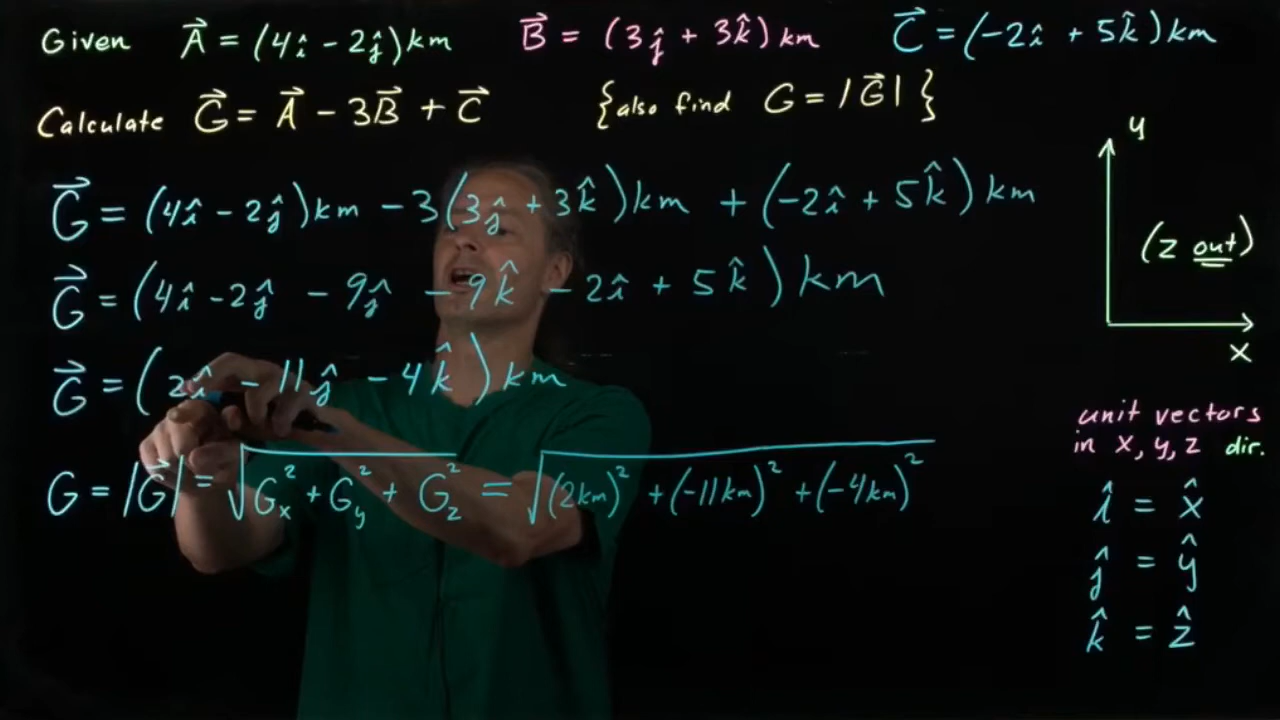 Given A⃗ = (4î - 2ĵ) km B⃗ = (3ĵ + 3k̂) km C⃗ = (-2î + 5k̂) km
Calculate G⃗ = A⃗ - 3B⃗ + C⃗ {also find G = |G⃗| }
G⃗ = (4î - 2ĵ) km - 3(3ĵ + 3k̂) km + (-2î + 5k̂) km
G⃗ = (4î - 2ĵ - 9ĵ - 9k̂ - 2î + 5k̂) km
G⃗ = (2î - 11ĵ - 4k̂) km
G = |G⃗| = √(Gₓ² + Gᵧ² + G_z²) = √((2km)² + (-11km)² + (-4km)²)
y
(z out)
x
unit vectors
in x, y, z dir.
î = x̂
ĵ = ŷ
k̂ = ẑ